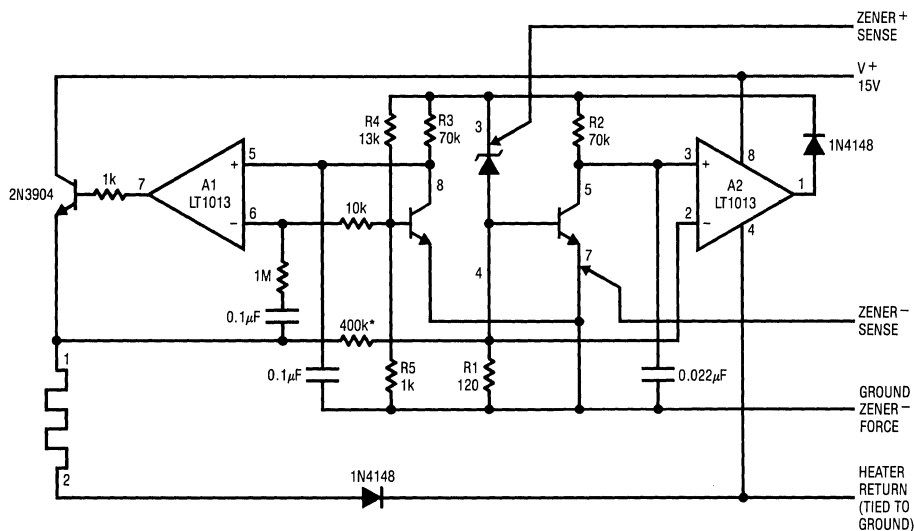 ZENER+
SENSE
V+
15V
R4
13k
R3
70k
3
R2
70k
1N4148
8
1
4
3
+
A2
LT1013
2
−
5
+
A1
LT1013
7
6
−
1k
2N3904
10k
8
5
7
4
1M
0.1µF
400k*
ZENER−
SENSE
0.1µF
R5
1k
R1
120
0.022µF
GROUND
ZENER−
FORCE
1
2
1N4148
HEATER
RETURN
(TIED TO
GROUND)